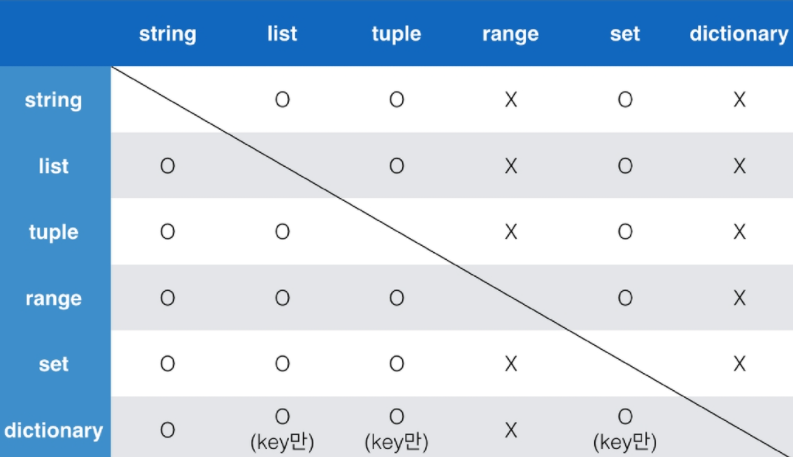 string list tuple range set dictionary
string O O X O X
list O O X O X
tuple O O X O X
range O O O O X
set O O O X X
dictionary O O (key만) O (key만) X O (key만)